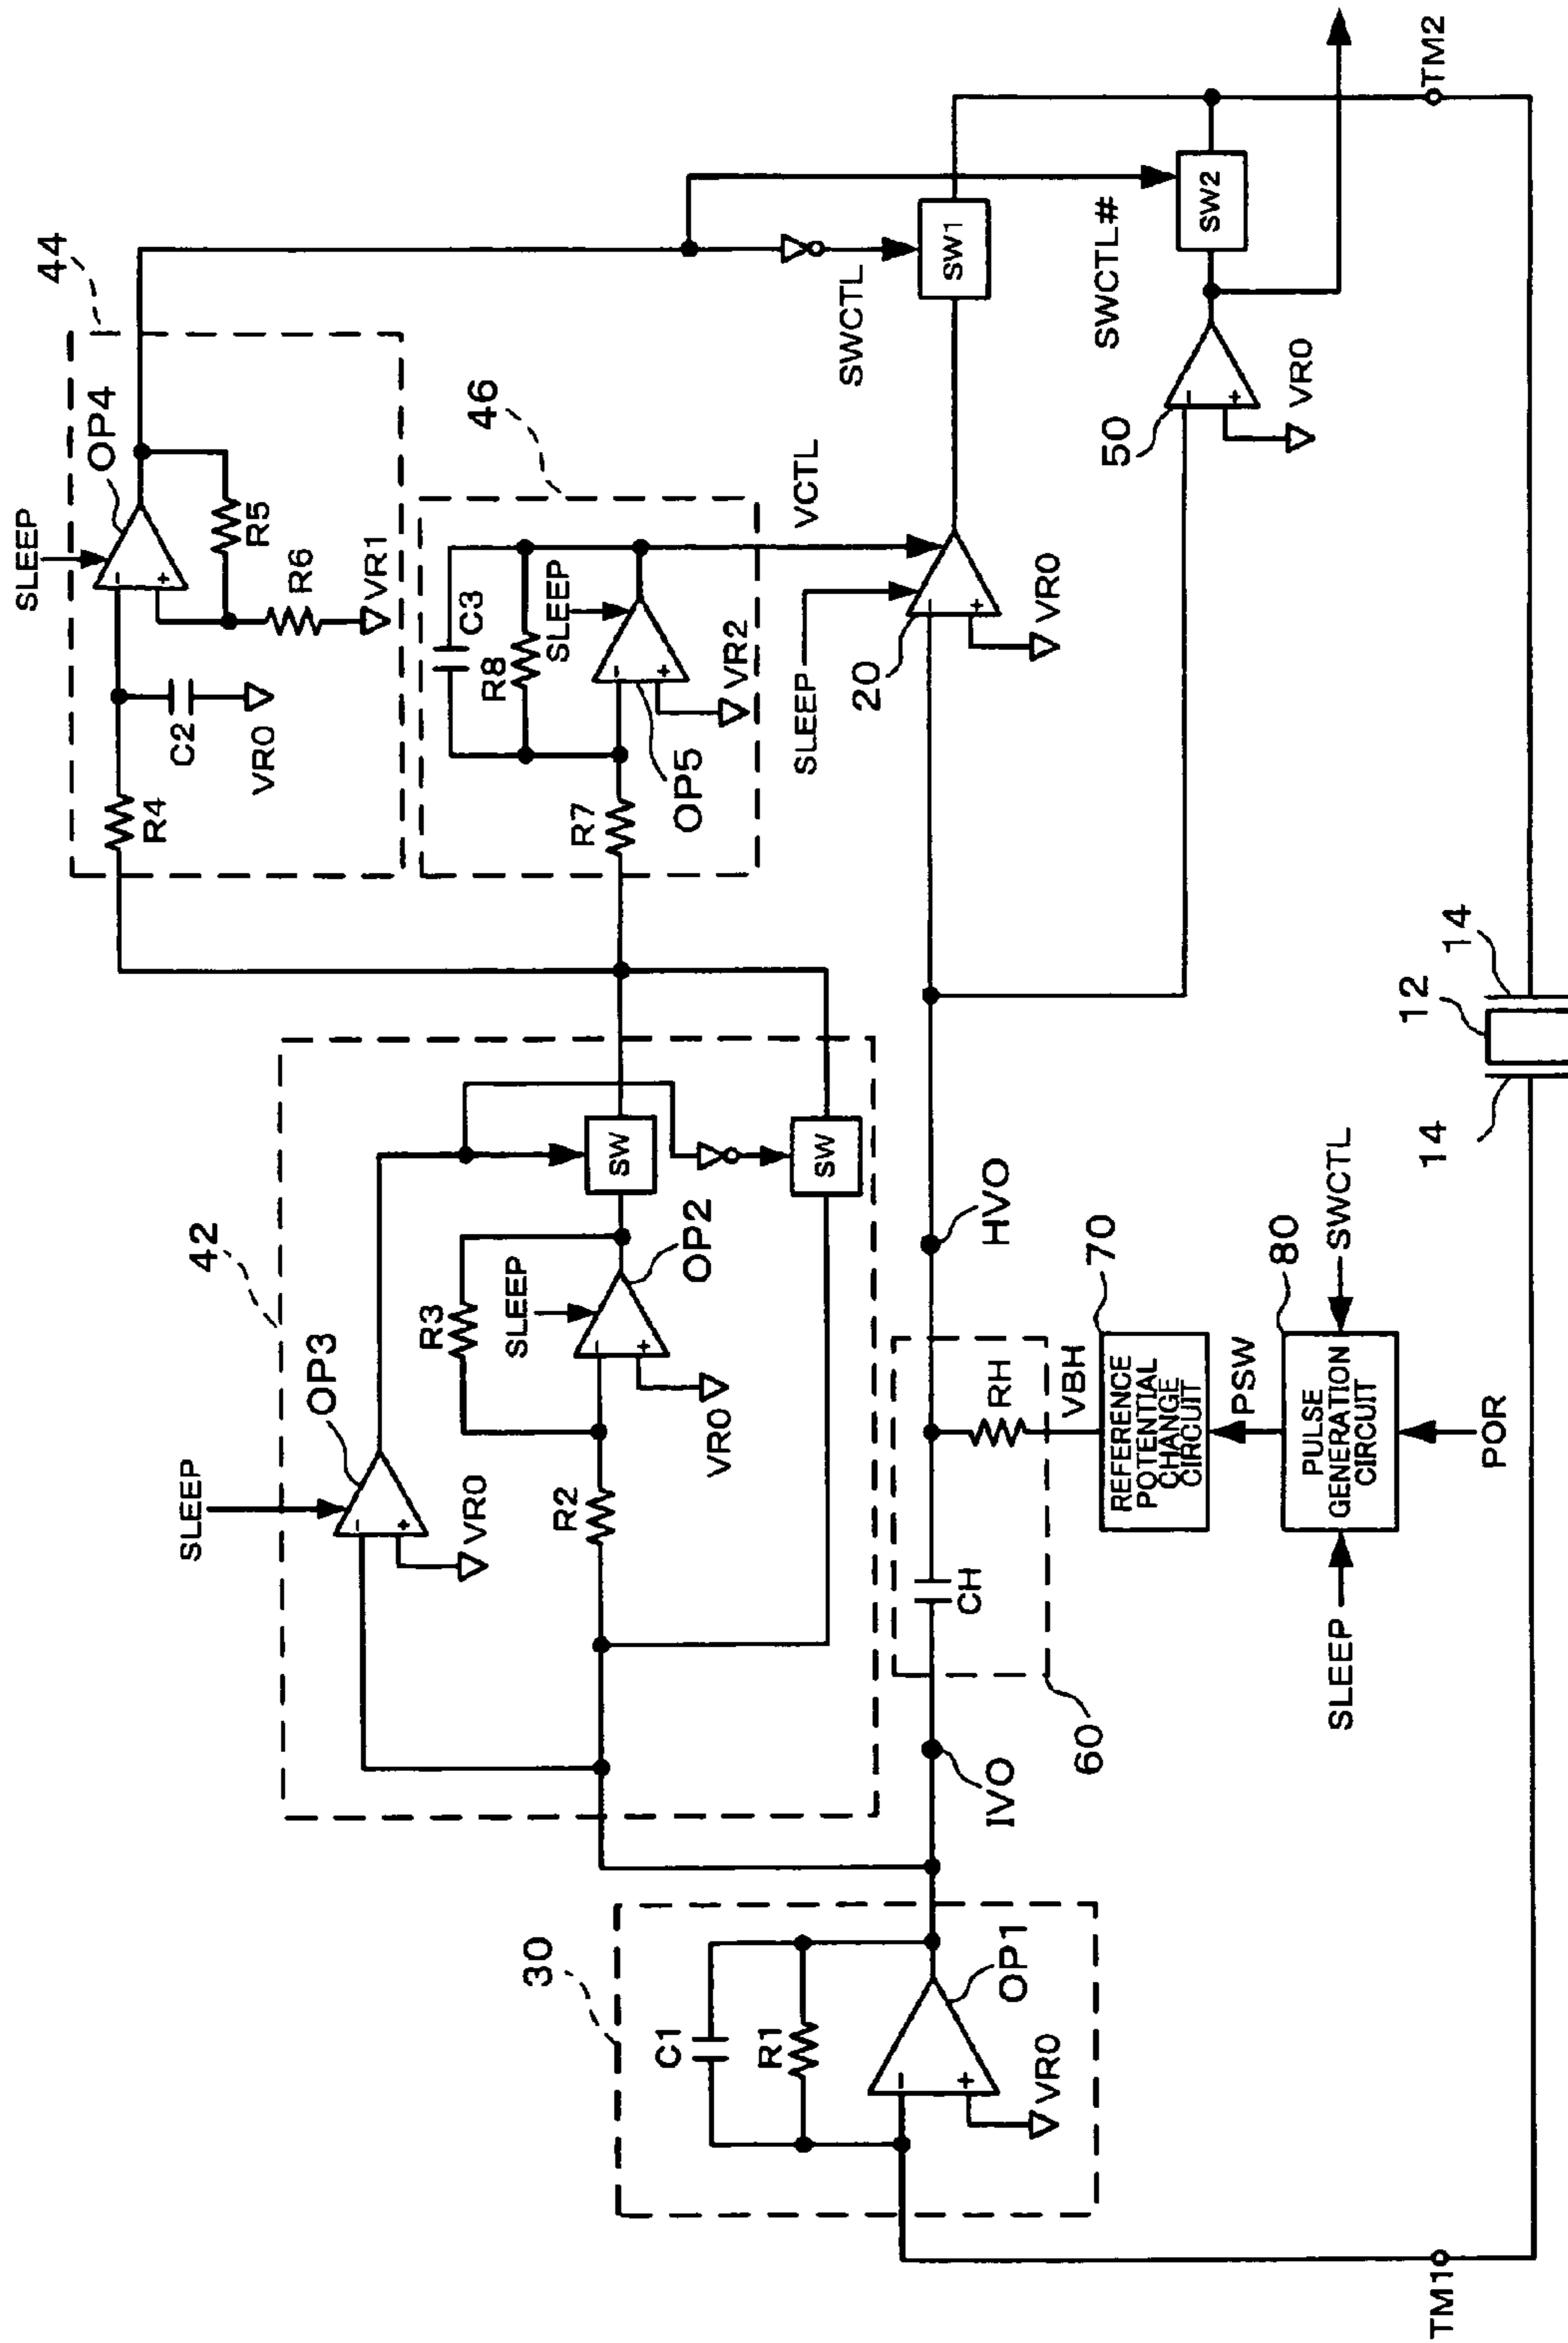 44
SLEEP
OP4
-
+
R5
R6
VR1
R4
C2
VR0
46
C3
R8
SLEEP
-
+
VR2
OP5
R7
VCTL
SWCTL
SW1
SWCTL#
SW2
TM2
SLEEP
20
-
+
VR0
50
-
+
VR0
42
SLEEP
OP3
-
+
VR0
R3
SLEEP
OP2
-
+
VR0
R2
SW
SW
HVO
IVO
60
CH
RH
VBH
70
REFERENCE
POTENTIAL
CHANGE
CIRCUIT
PSW
80
PULSE
GENERATION
CIRCUIT
SWCTL
SLEEP
POR
14
12
14
30
C1
R1
OP1
-
+
VR0
TM1